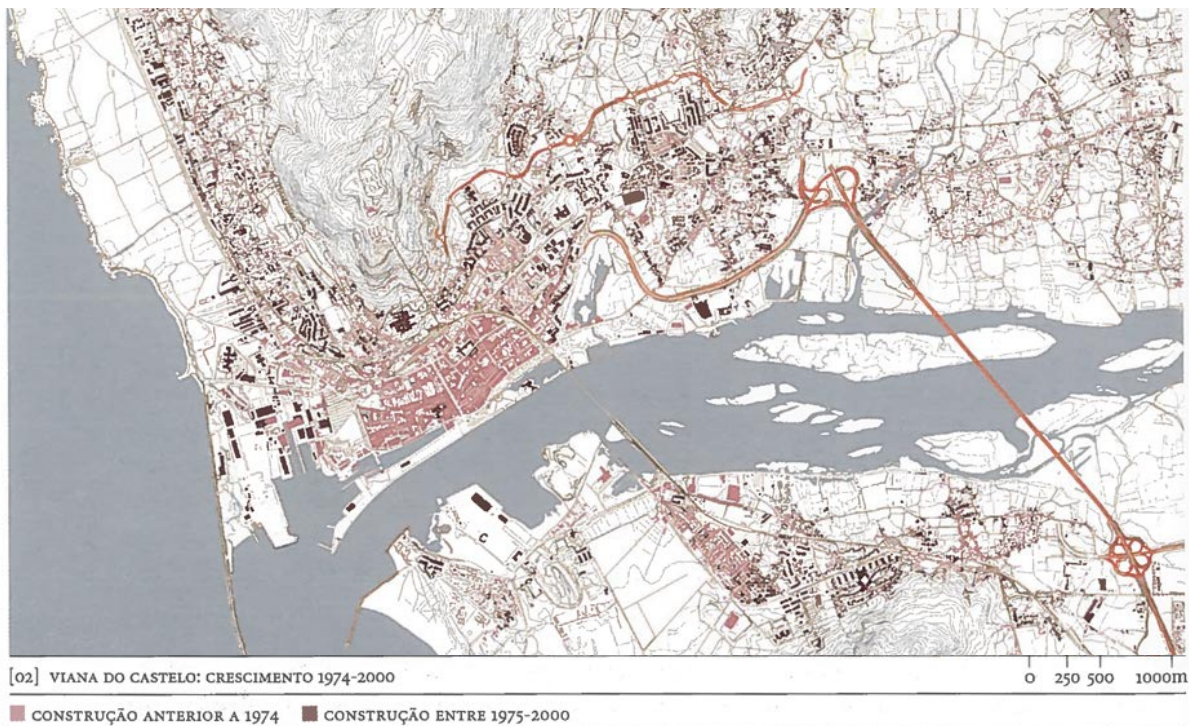 [02] VIANA DO CASTELO: CRESCIMENTO 1974-2000
0 250 500 1000m
CONSTRUÇÃO ANTERIOR A 1974 CONSTRUÇÃO ENTRE 1975-2000